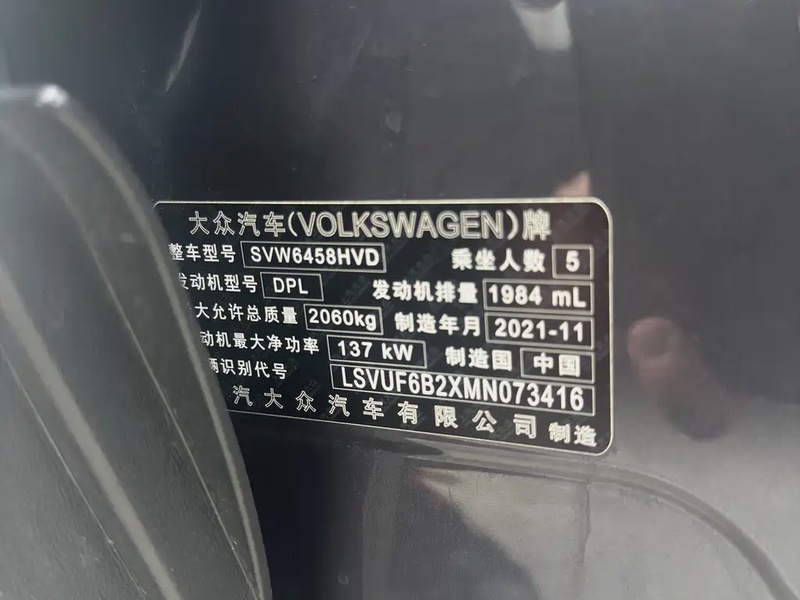 大众汽车(VOLKSWAGEN)牌
整车型号 SVW6458HVD 乘坐人数 5
发动机型号 DPL 发动机排量 1984 mL
大允许总质量 2060kg 制造年月 2021-11
动机最大净功率 137 kW 制造国 中国
辆识别代号 LSVUF6B2XMN073416
汽大众汽车有限公司 制造